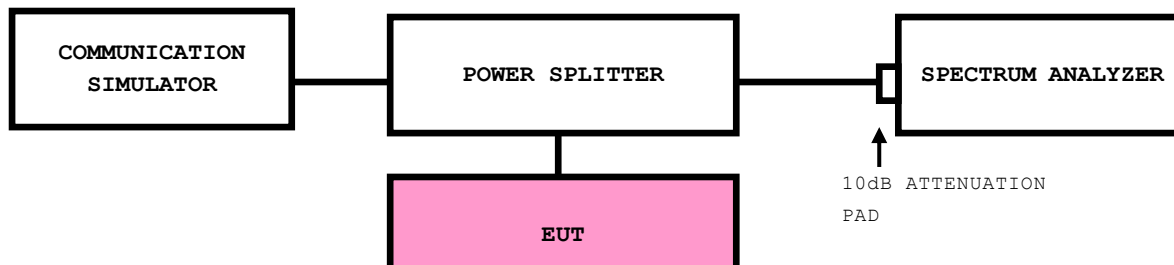 COMMUNICATION
SIMULATOR
POWER SPLITTER
SPECTRUM ANALYZER
10dB ATTENUATION
PAD
EUT